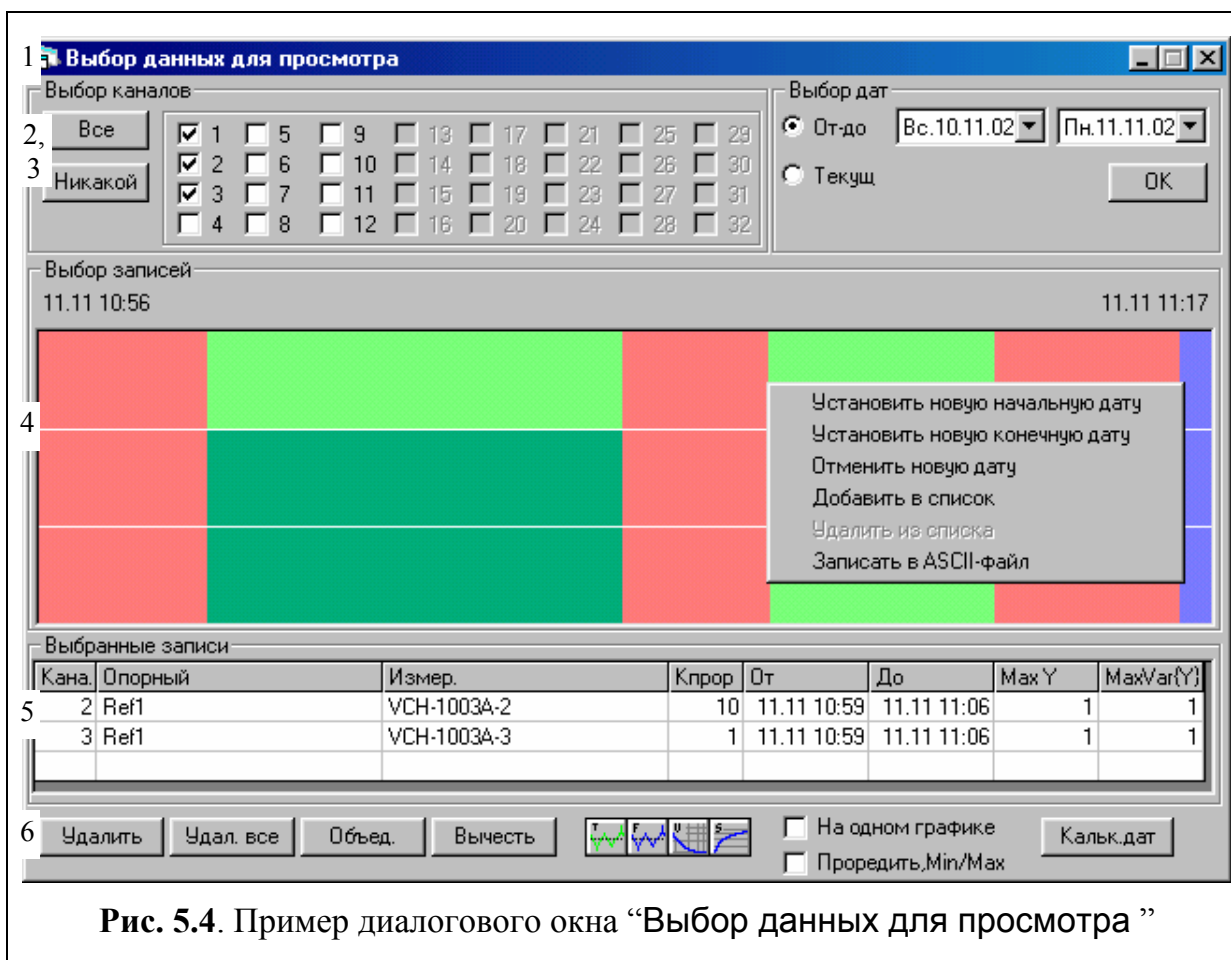 1 Выбор данных для просмотра
Выбор каналов
Выбор дат
2, Все
3 Никакой
1 5 9 13 17 21 25 29
2 6 10 14 18 22 26 30
3 7 11 15 19 23 27 31
4 8 12 16 20 24 28 32
От-до Вс.10.11.02 Пн.11.11.02
Текущ OK
Выбор записей
11.11 10:56 11.11 11:17
4
Установить новую начальную дату
Установить новую конечную дату
Отменить новую дату
Добавить в список
Удалить из списка
Записать в ASCII-файл
Выбранные записи
Кана. Опорный Измер. Кпрор От До Max Y MaxVar(Y)
5 2 Ref1 VCH-1003A-2 10 11.11 10:59 11.11 11:06 1 1
3 Ref1 VCH-1003A-3 1 11.11 10:59 11.11 11:06 1 1
6 Удалить Удал. все Объед. Вычесть T F U S На одном графике Кальк.дат
Проредить,Min/Max
Рис. 5.4. Пример диалогового окна “Выбор данных для просмотра ”